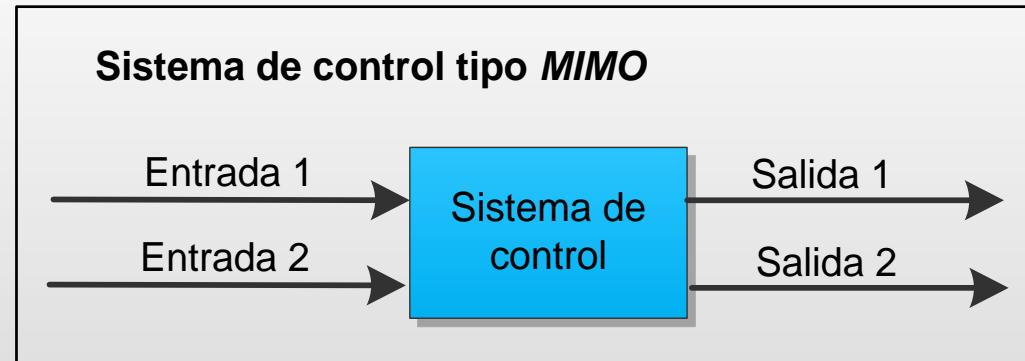 Sistema de control tipo MIMO
Entrada 1
Entrada 2
Sistema de
control
Salida 1
Salida 2